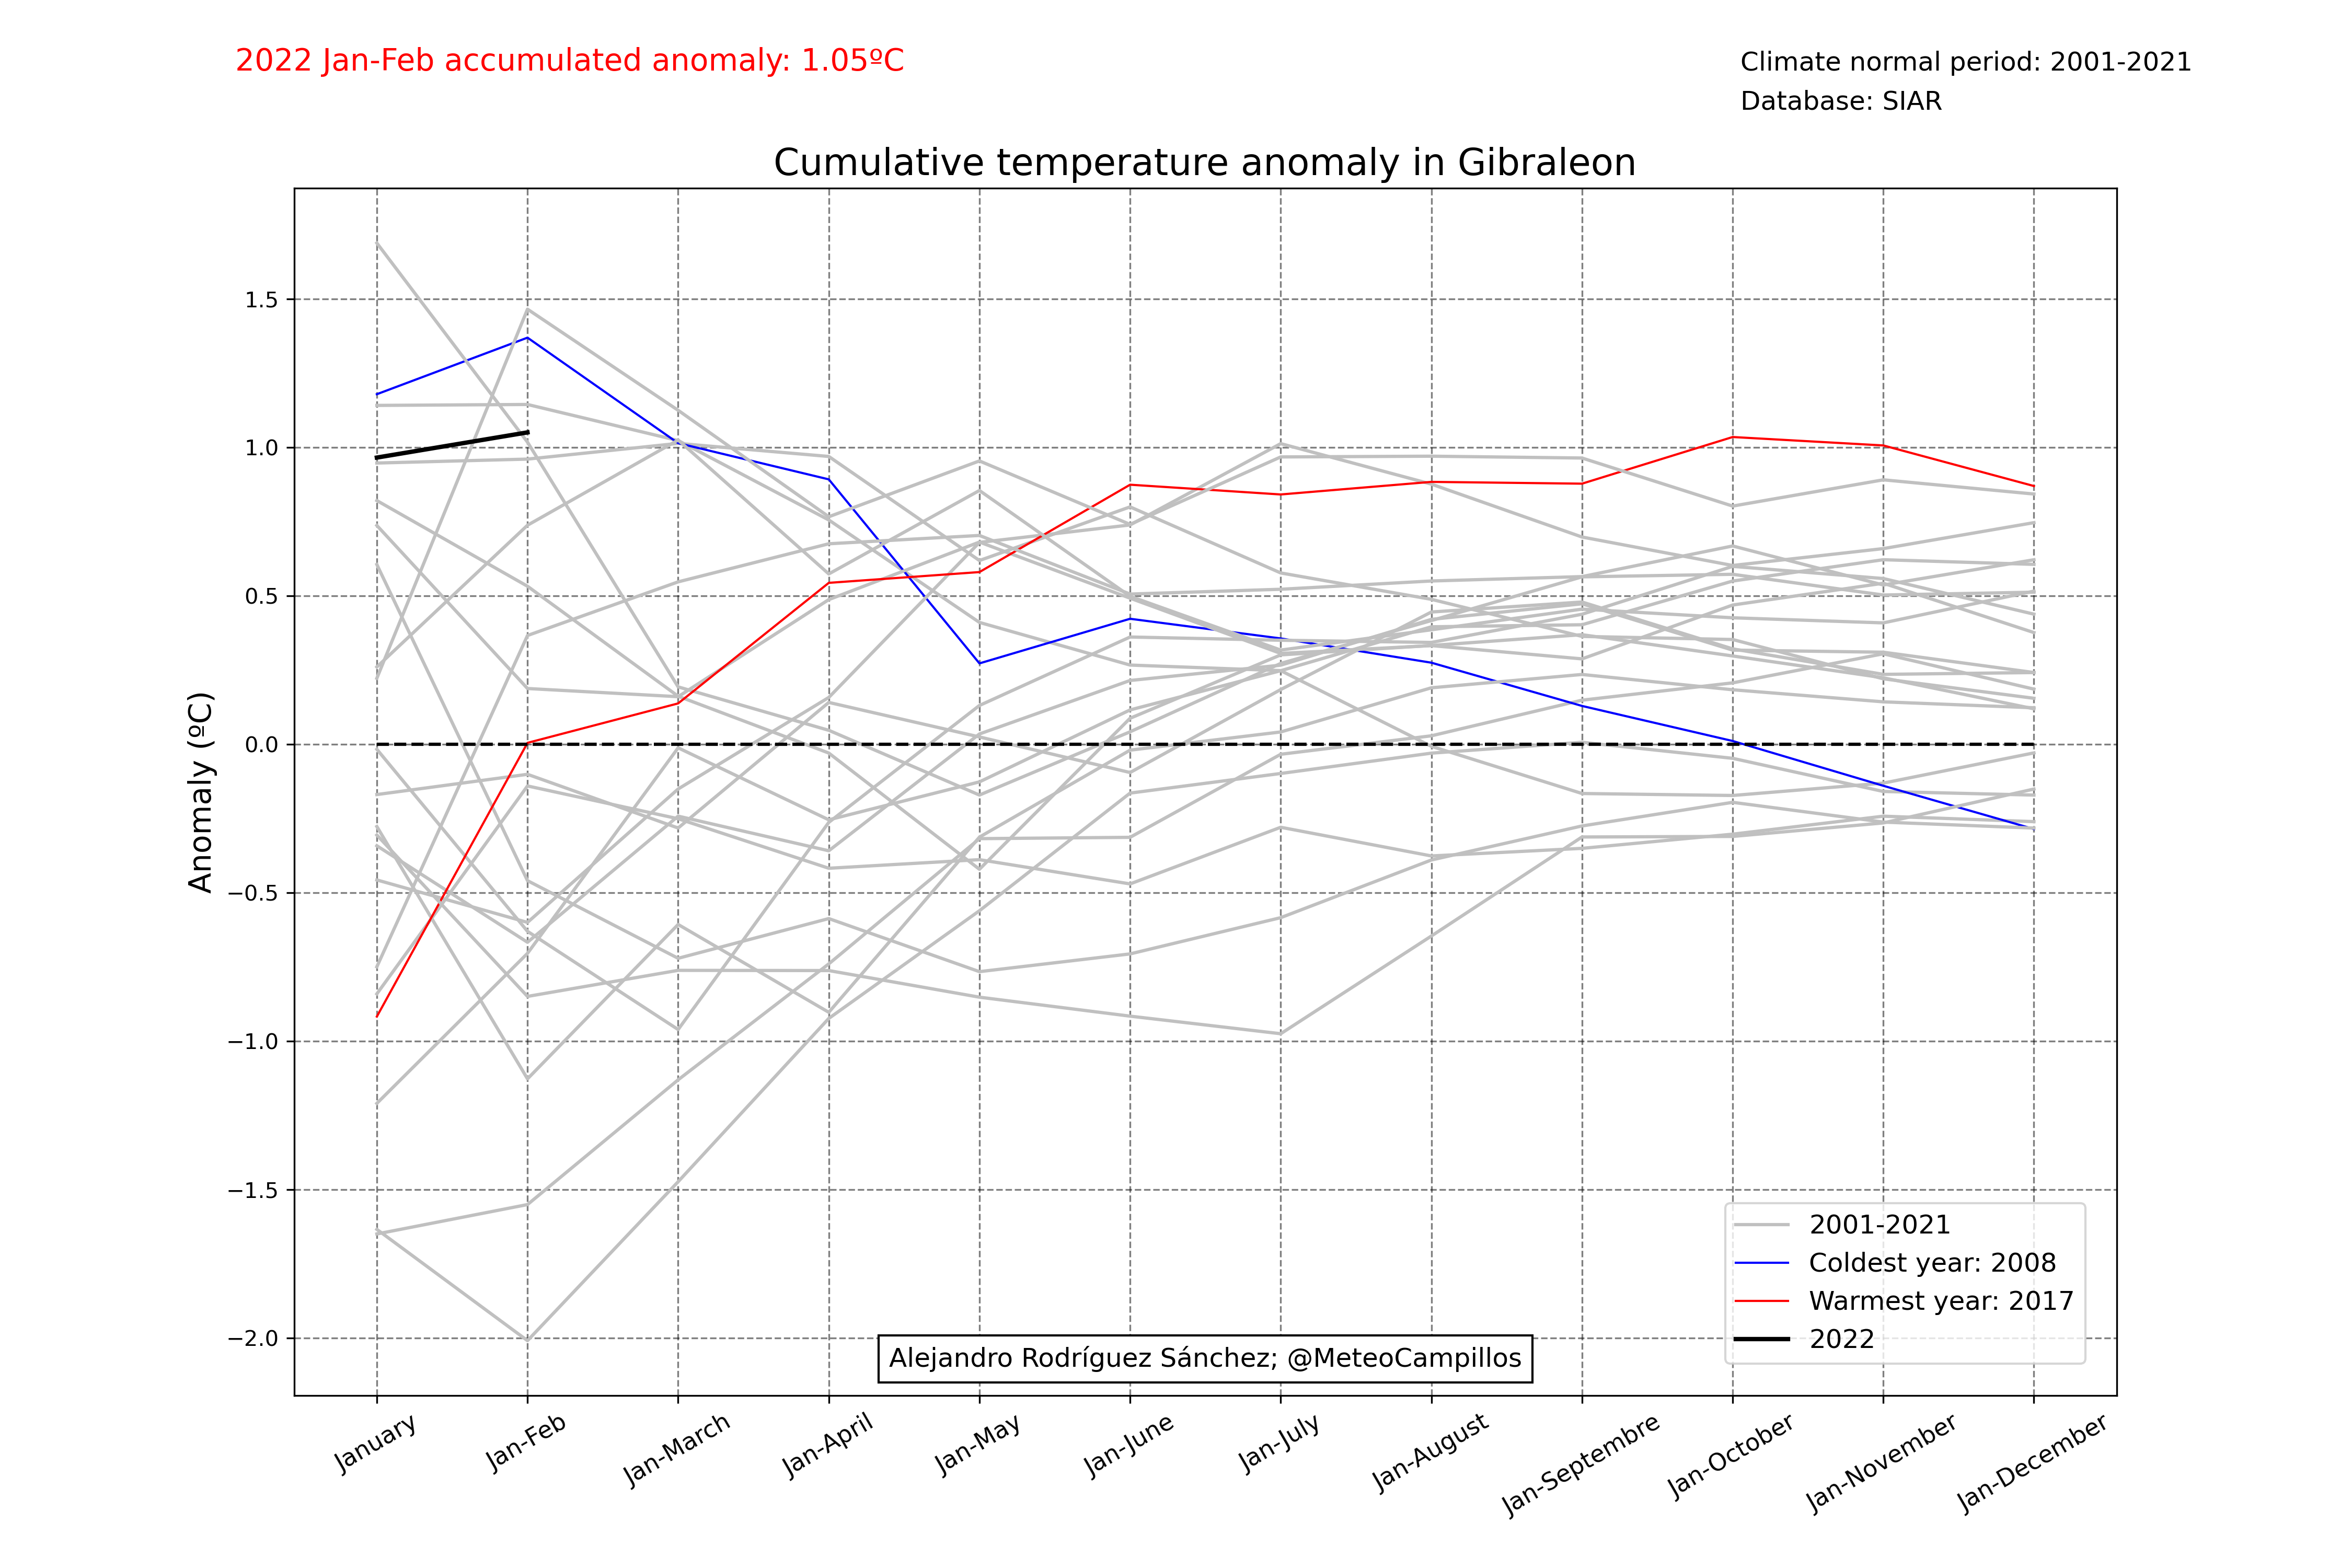 2022 Jan-Feb accumulated anomaly: 1.05ºC
Climate normal period: 2001-2021
Database: SIAR
Cumulative temperature anomaly in Gibraleon
Anomaly (ºC)
1.5
1.0
0.5
0.0
−0.5
−1.0
−1.5
−2.0
2001-2021
Coldest year: 2008
Warmest year: 2017
2022
Alejandro Rodríguez Sánchez; @MeteoCampillos
January
Jan-Feb
Jan-March
Jan-April
Jan-May
Jan-June
Jan-July
Jan-August
Jan-Septembre
Jan-October
Jan-November
Jan-December